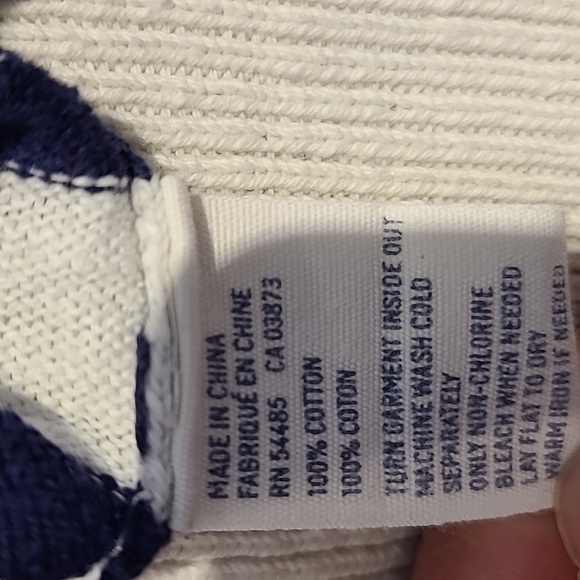 MADE IN CHINA
FABRIQUÉ EN CHINE
RN 54485 CA 03873
100% COTTON
100% COTON
TURN GARMENT INSIDE OUT
MACHINE WASH COLD
SEPARATELY
ONLY NON-CHLORINE
BLEACH WHEN NEEDED
LAY FLAT TO DRY
WARM IRON IF NEEDED